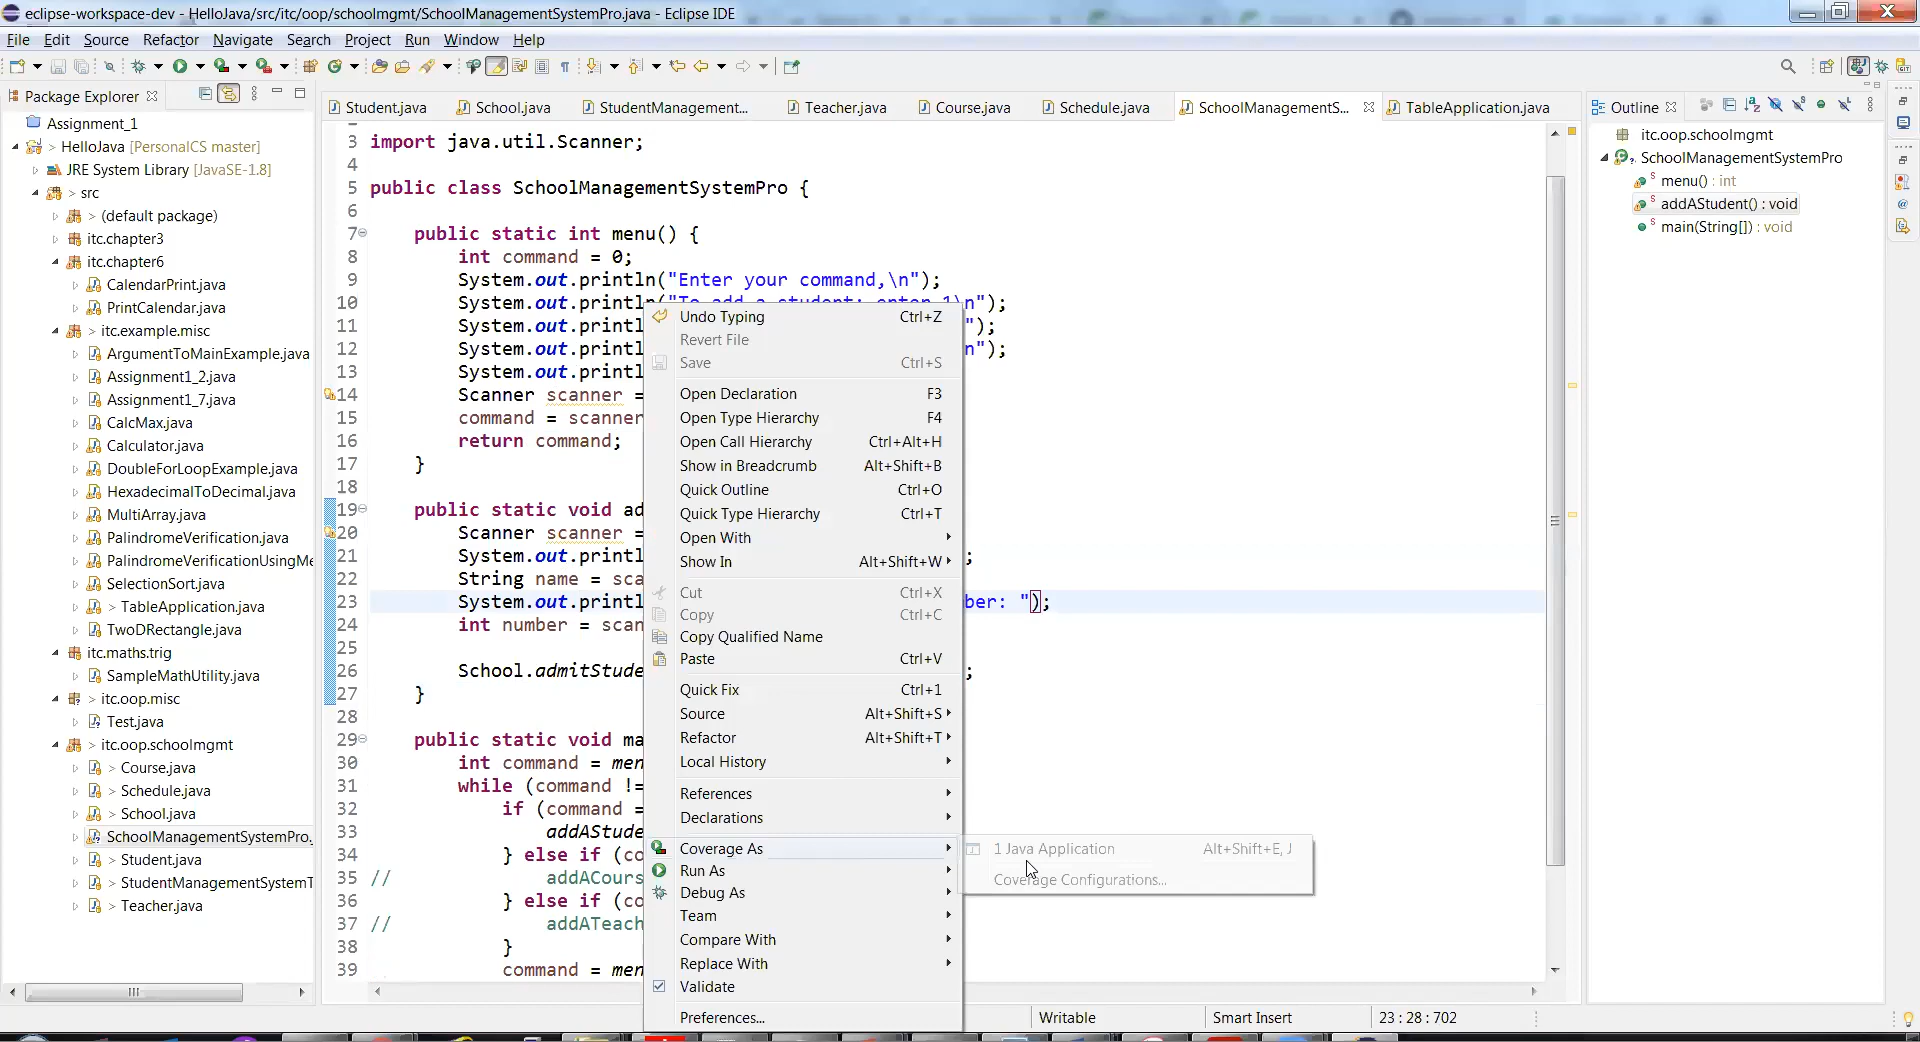 eclipse-workspace-dev - HelloJava/src/itc/oop/schoolmgmt/SchoolManagementSystemPro.java - Eclipse IDE
File Edit Source Refactor Navigate Search Project Run Window Help
Package Explorer
Assignment_1
> HelloJava [PersonalCS master]
JRE System Library [JavaSE-1.8]
> src
> (default package)
itc.chapter3
itc.chapter6
CalendarPrint.java
PrintCalendar.java
> itc.example.misc
ArgumentToMainExample.java
Assignment1_2.java
Assignment1_7.java
CalcMax.java
Calculator.java
DoubleForLoopExample.java
HexadecimalToDecimal.java
MultiArray.java
PalindromeVerification.java
PalindromeVerificationUsingMe
SelectionSort.java
> TableApplication.java
TwoDRectangle.java
itc.maths.trig
SampleMathUtility.java
> itc.oop.misc
Test.java
> itc.oop.schoolmgmt
> Course.java
> Schedule.java
> School.java
SchoolManagementSystemPro.
> Student.java
> StudentManagementSystemT
> Teacher.java
Student.java School.java StudentManagement... Teacher.java Course.java Schedule.java SchoolManagementS... TableApplication.java
3 import java.util.Scanner;
4
5 public class SchoolManagementSystemPro {
6
7 public static int menu() {
8 int command = 0;
9 System.out.println("Enter your command,\n");
10 System.out.println("To add a student: enter 1\n");
11 System.out.printl ");
12 System.out.printl n");
13 System.out.printl
14 Scanner scanner =
15 command = scanner
16 return command;
17 }
18
19 public static void ad
20 Scanner scanner =
21 System.out.printl ;
22 String name = sca
23 System.out.printl ber: ");
24 int number = scan
25
26 School.admitStude ;
27 }
28
29 public static void ma
30 int command = men
31 while (command !=
32 if (command =
33 addAStude
34 } else if (co
35 // addACours
36 } else if (co
37 // addATeach
38 }
39 command = men
Undo Typing Ctrl+Z
Revert File
Save Ctrl+S
Open Declaration F3
Open Type Hierarchy F4
Open Call Hierarchy Ctrl+Alt+H
Show in Breadcrumb Alt+Shift+B
Quick Outline Ctrl+O
Quick Type Hierarchy Ctrl+T
Open With
Show In Alt+Shift+W
Cut Ctrl+X
Copy Ctrl+C
Copy Qualified Name
Paste Ctrl+V
Quick Fix Ctrl+1
Source Alt+Shift+S
Refactor Alt+Shift+T
Local History
References
Declarations
Coverage As
Run As
Debug As
Team
Compare With
Replace With
Validate
Preferences...
1 Java Application Alt+Shift+E, J
Coverage Configurations...
Outline
itc.oop.schoolmgmt
SchoolManagementSystemPro
menu() : int
addAStudent() : void
main(String[]) : void
Writable Smart Insert 23 : 28 : 702